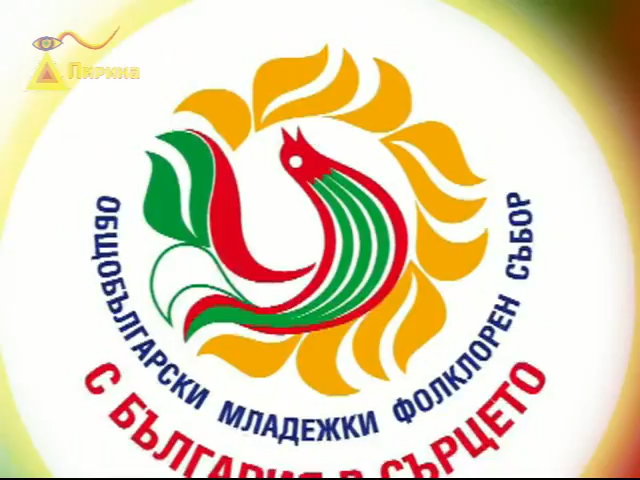 Лирика
ОБЩОБЪЛГАРСКИ МЛАДЕЖКИ ФОЛКЛОРЕН СЪБОР
С БЪЛГАРИЯ В СЪРЦЕТО